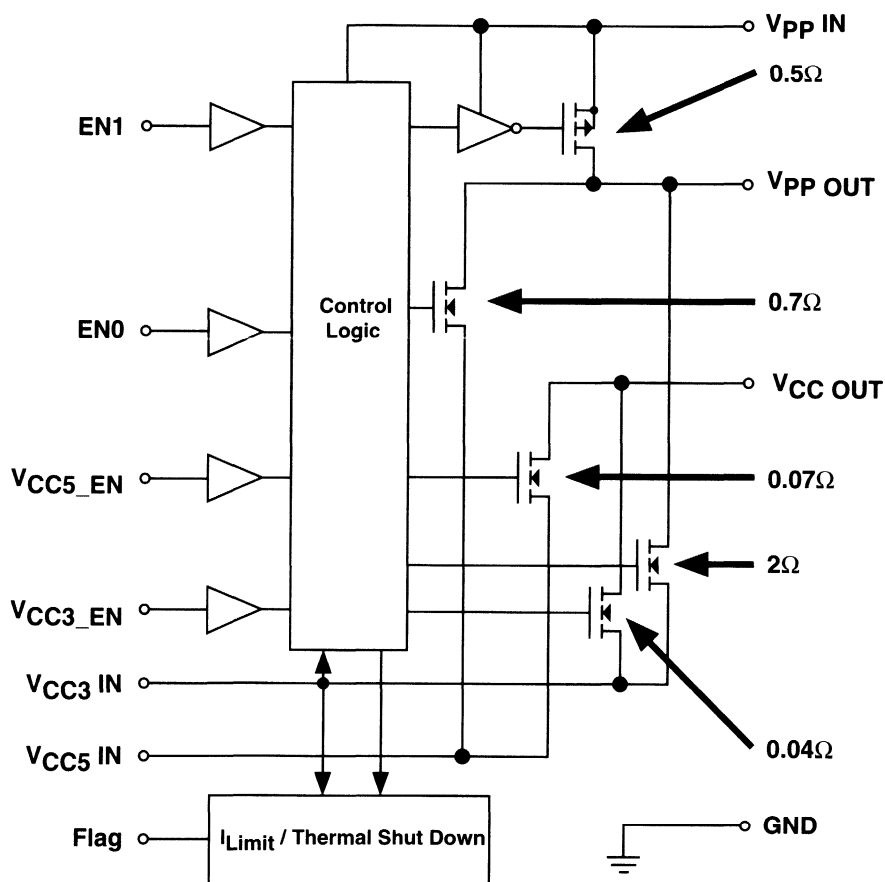 VPP IN
0.5Ω
EN1
VPP OUT
Control
Logic
0.7Ω
EN0
VCC OUT
VCC5_EN
0.07Ω
2Ω
VCC3_EN
VCC3 IN
0.04Ω
VCC5 IN
Flag
ILimit / Thermal Shut Down
GND